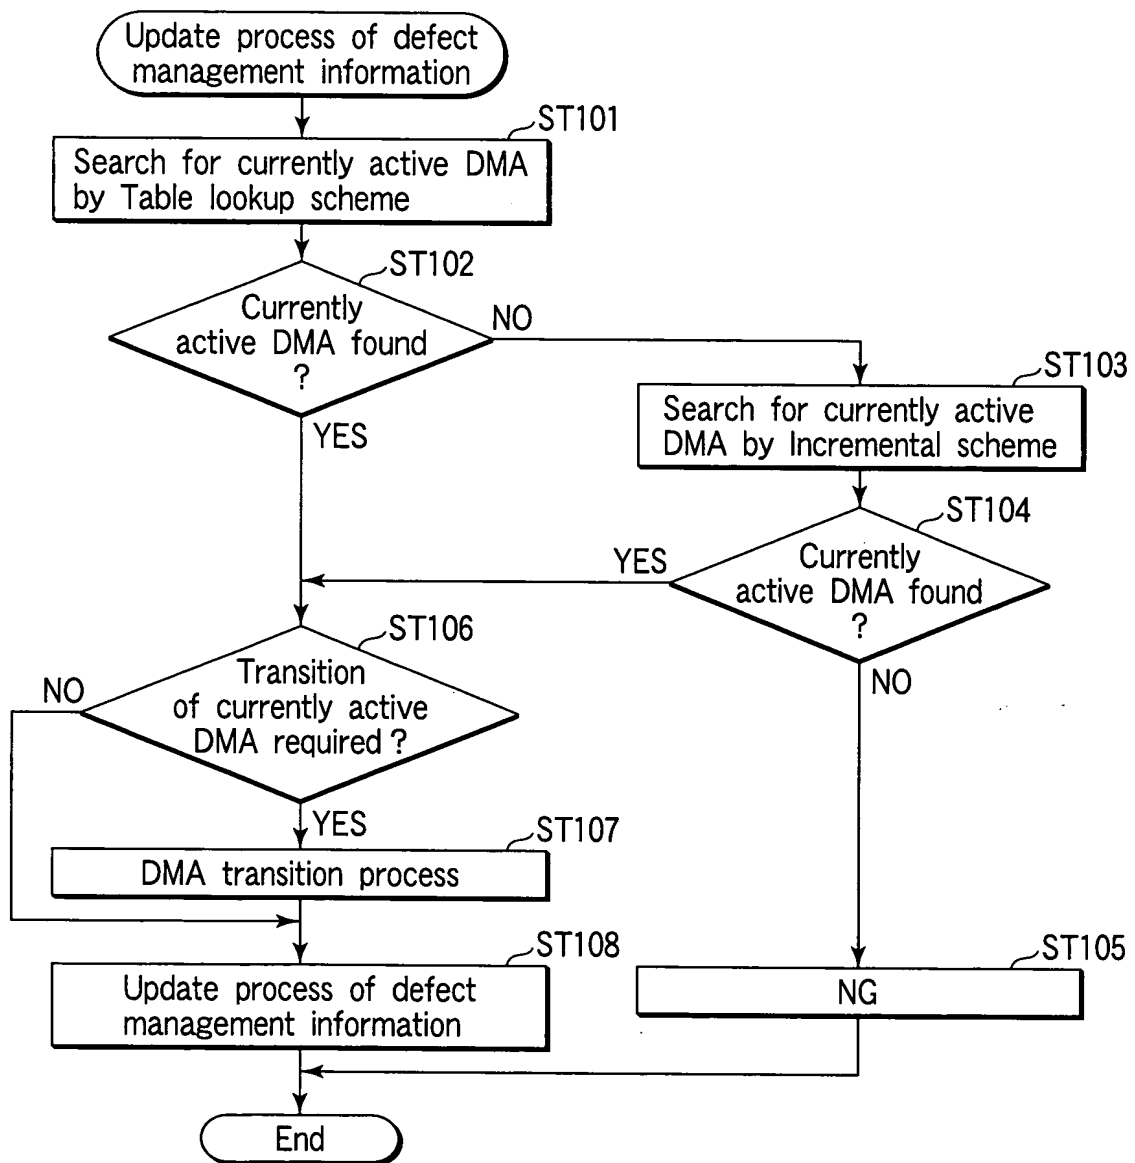 Update process of defect
management information
ST101
Search for currently active DMA
by Table lookup scheme
ST102
Currently
active DMA found
?
NO
YES
ST103
Search for currently active
DMA by Incremental scheme
ST104
Currently
active DMA found
?
YES
NO
ST106
Transition
of currently active
DMA required ?
NO
YES
ST107
DMA transition process
ST108
Update process of defect
management information
ST105
NG
End